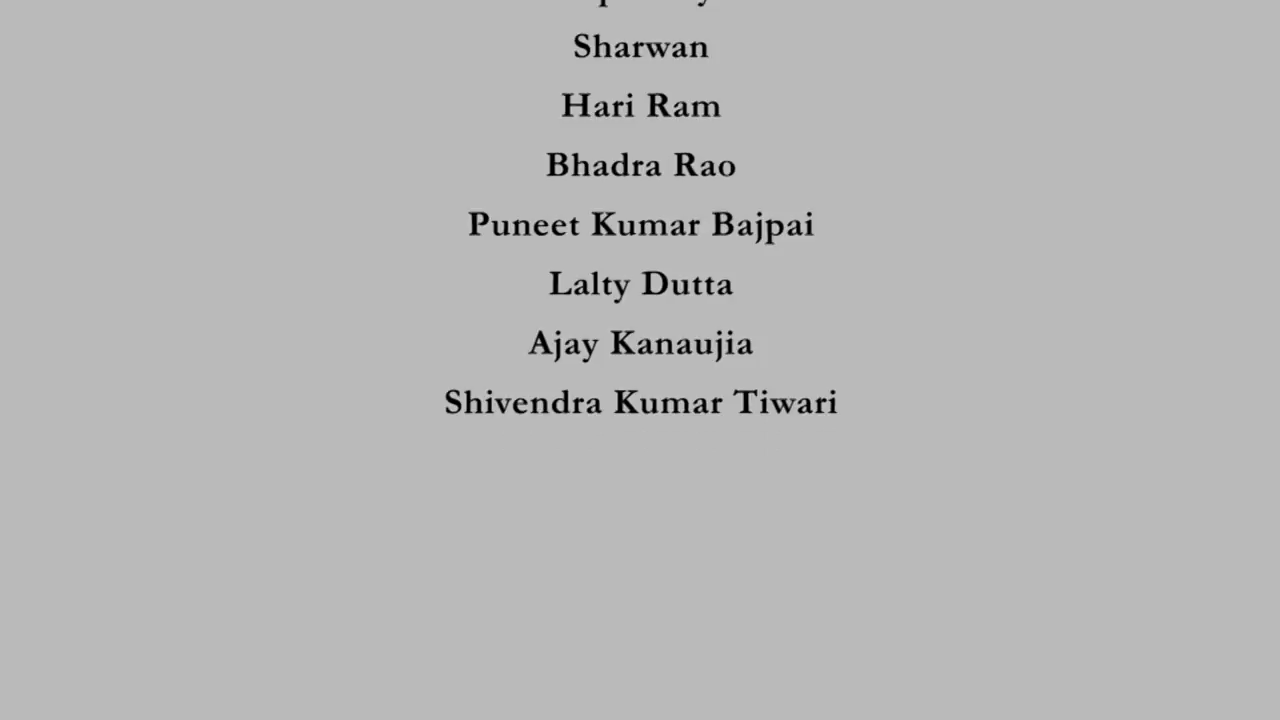 Sharwan
Hari Ram
Bhadra Rao
Puneet Kumar Bajpai
Lalty Dutta
Ajay Kanaujia
Shivendra Kumar Tiwari